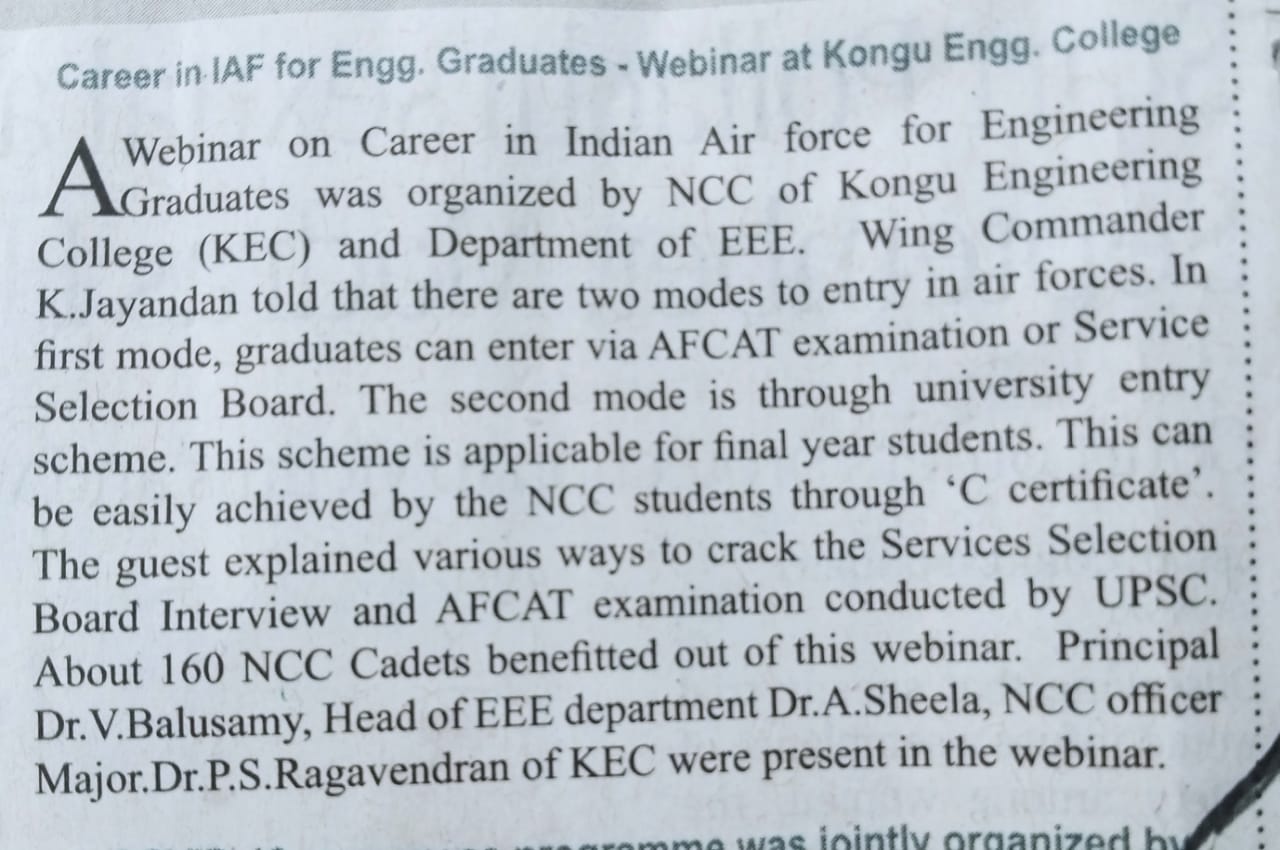 Career in IAF for Engg. Graduates - Webinar at Kongu Engg. College
A Webinar on Career in Indian Air force for Engineering
Graduates was organized by NCC of Kongu Engineering
College (KEC) and Department of EEE. Wing Commander
K.Jayandan told that there are two modes to entry in air forces. In
first mode, graduates can enter via AFCAT examination or Service
Selection Board. The second mode is through university entry
scheme. This scheme is applicable for final year students. This can
be easily achieved by the NCC students through ‘C certificate’.
The guest explained various ways to crack the Services Selection
Board Interview and AFCAT examination conducted by UPSC.
About 160 NCC Cadets benefitted out of this webinar. Principal
Dr.V.Balusamy, Head of EEE department Dr.A.Sheela, NCC officer
Major.Dr.P.S.Ragavendran of KEC were present in the webinar.
programme was jointly organized by